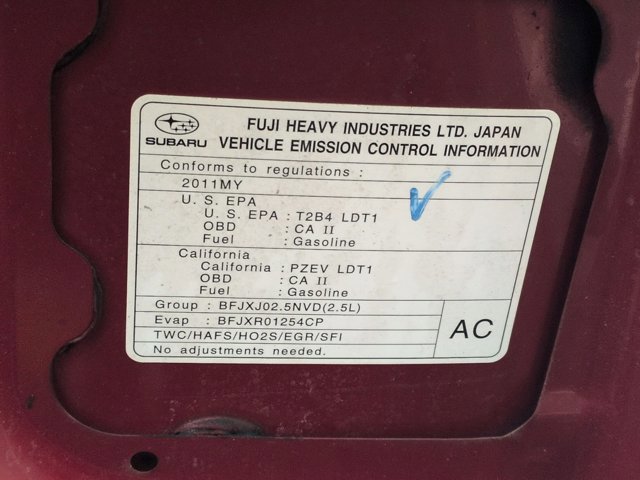 SUBARU
FUJI HEAVY INDUSTRIES LTD. JAPAN
VEHICLE EMISSION CONTROL INFORMATION
Conforms to regulations :
2011MY
U. S. EPA
U. S. EPA : T2B4 LDT1
OBD : CA II
Fuel : Gasoline
California
California : PZEV LDT1
OBD : CA II
Fuel : Gasoline
Group : BFJXJ02.5NVD(2.5L)
Evap : BFJXR01254CP
TWC/HAFS/HO2S/EGR/SFI
No adjustments needed.
AC